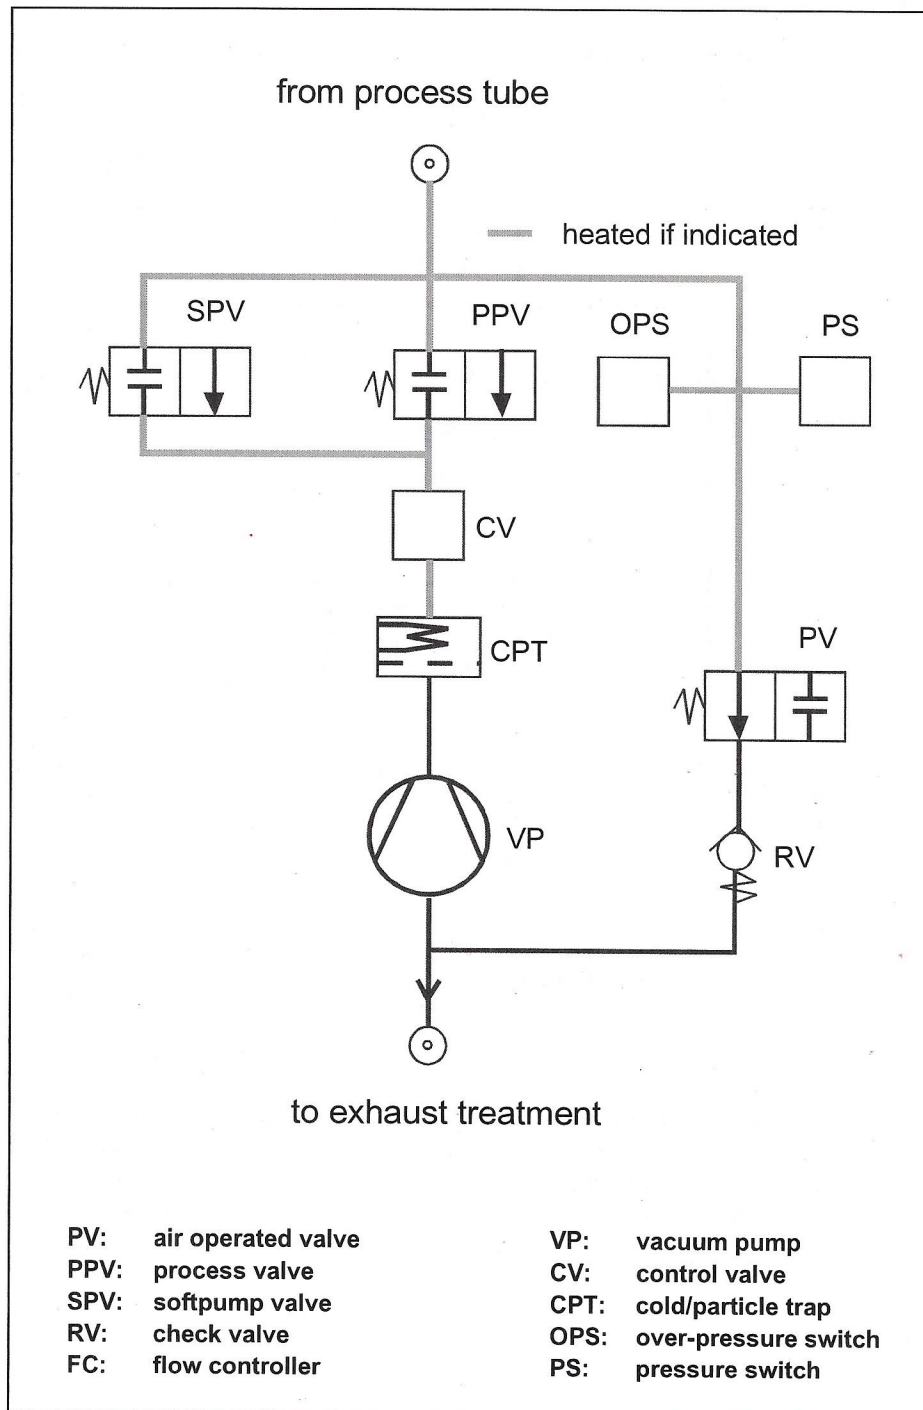 from process tube
heated if indicated
SPV
PPV
OPS
PS
CV
CPT
PV
VP
RV
to exhaust treatment
PV: air operated valve
PPV: process valve
SPV: softpump valve
RV: check valve
FC: flow controller
VP: vacuum pump
CV: control valve
CPT: cold/particle trap
OPS: over-pressure switch
PS: pressure switch